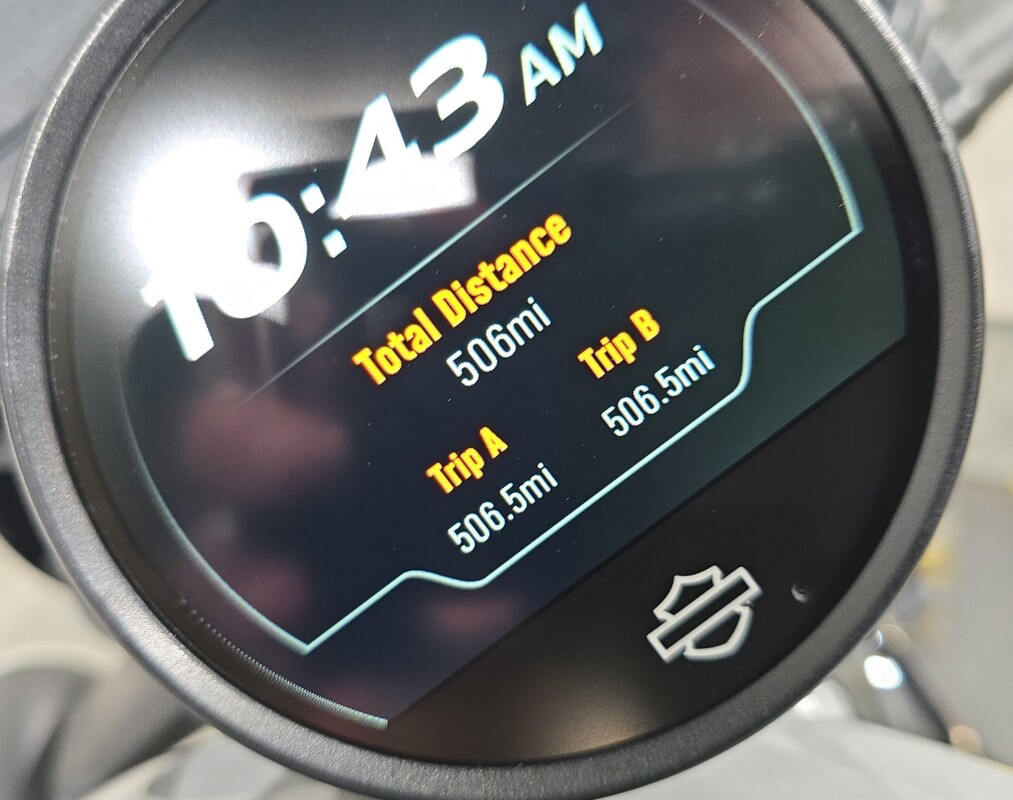 10:43 AM
Total Distance
506mi
Trip B
506.5mi
Trip A
506.5mi